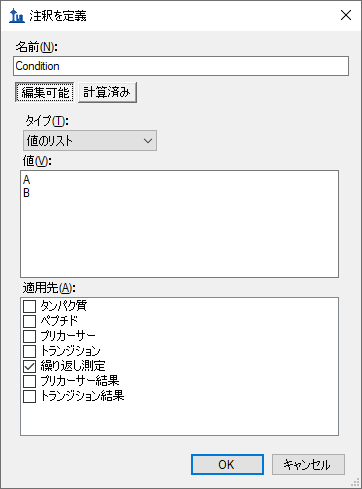 注釈を定義
名前(N):
Condition
編集可能 計算済み
タイプ(T):
値のリスト
値(V):
A
B
適用先(A):
タンパク質
ペプチド
プリカーサー
トランジション
繰り返し測定
プリカーサー結果
トランジション結果
OK キャンセル